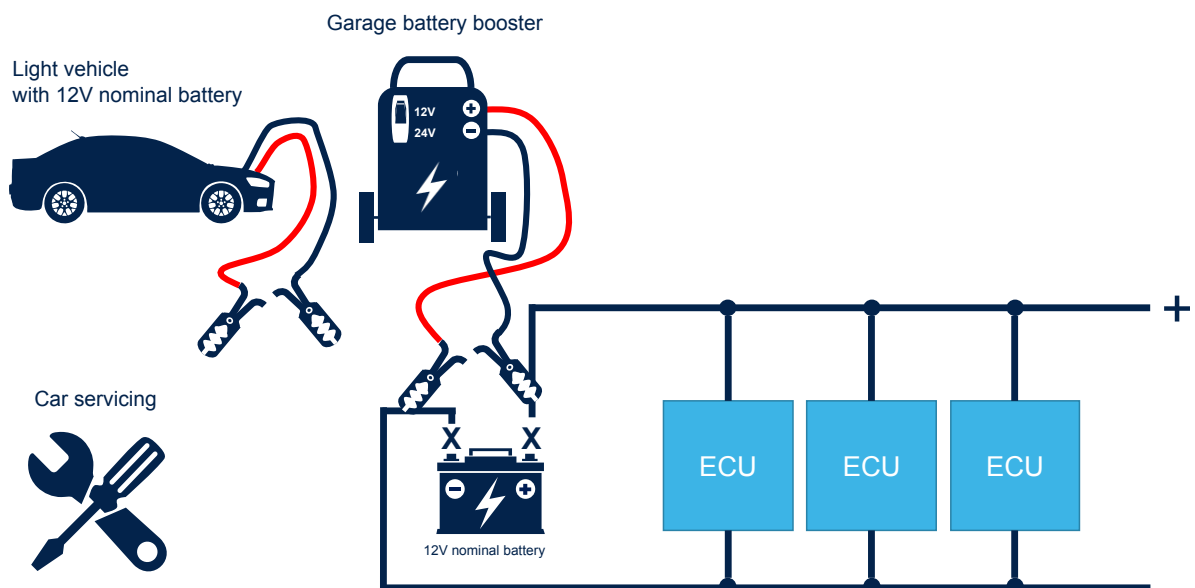 Garage battery booster
Light vehicle
with 12V nominal battery
12V
24V
+
−
+
Car servicing
X X
ECU ECU ECU
− +
12V nominal battery